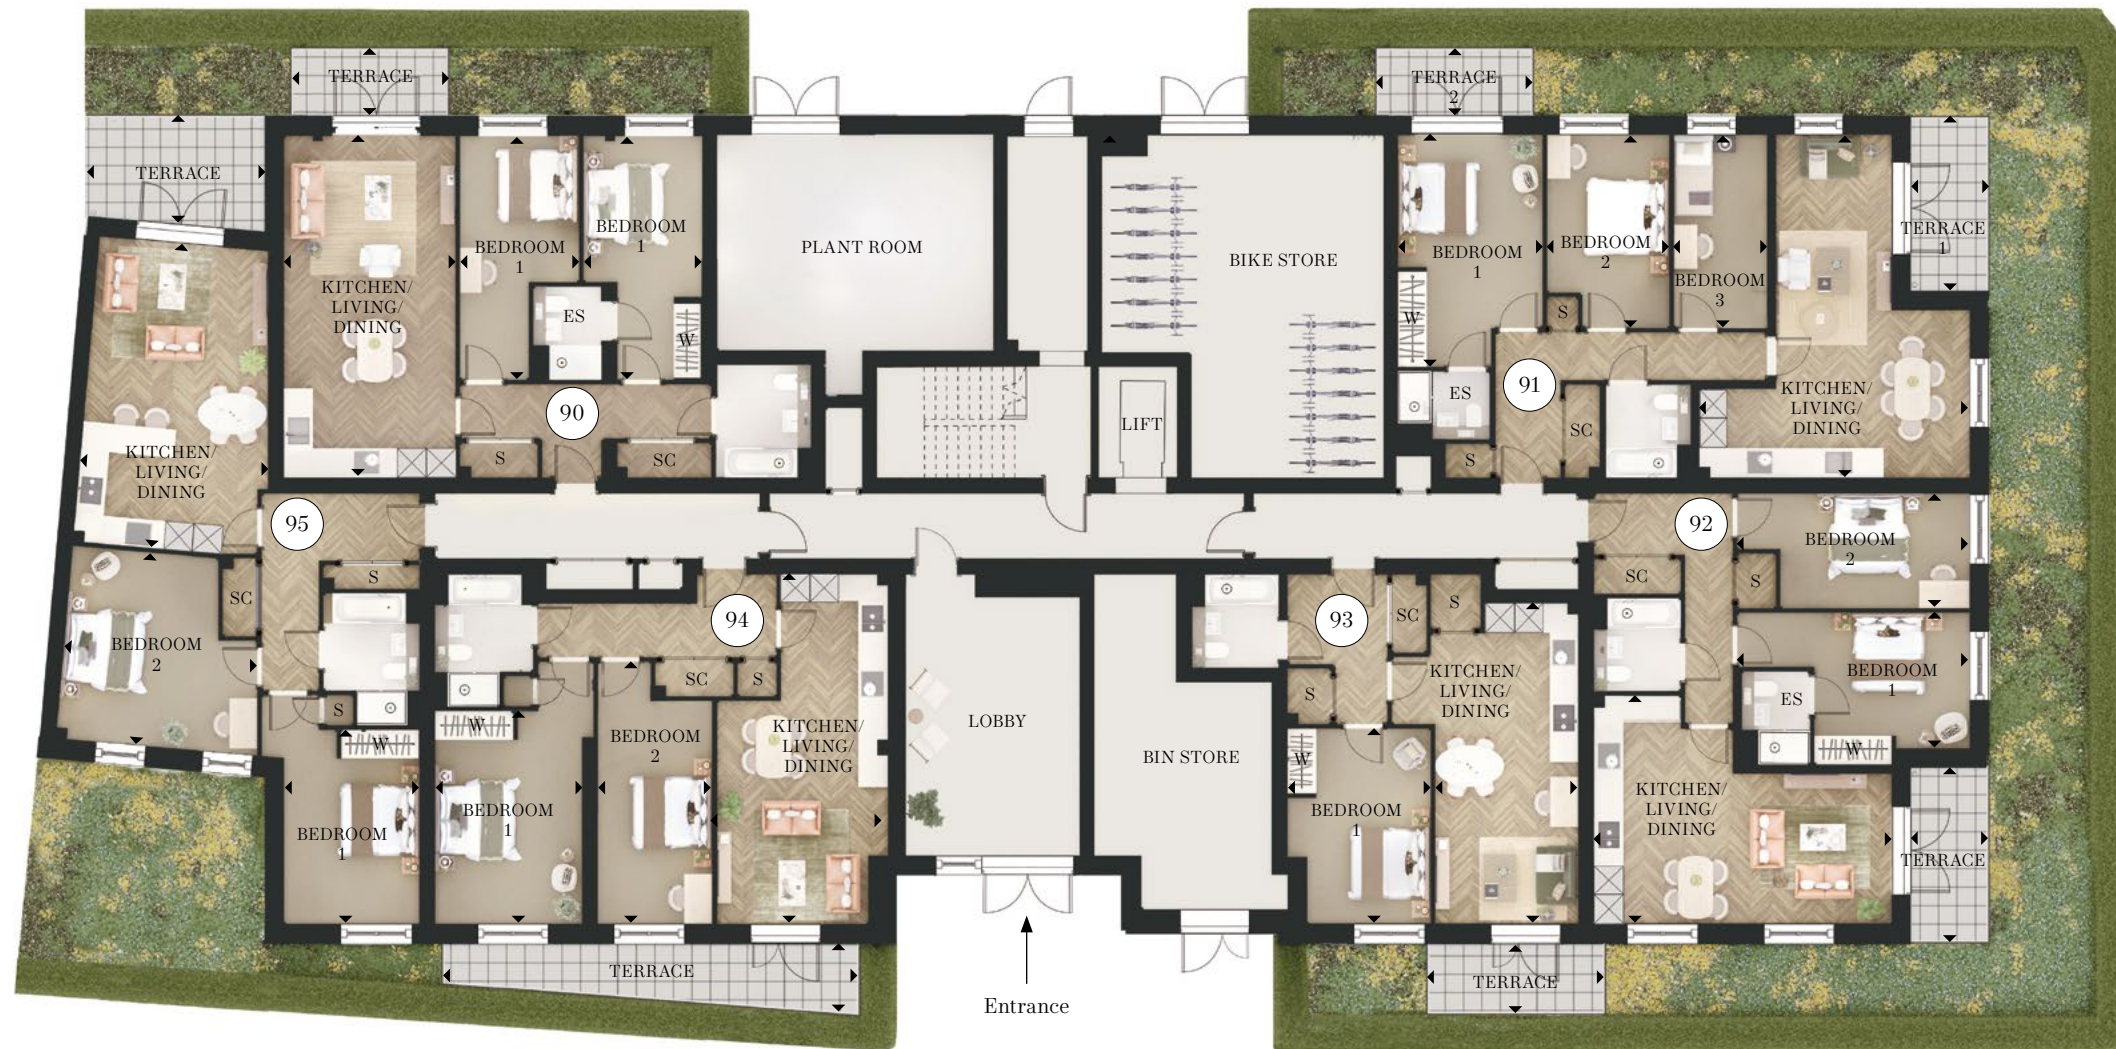 TERRACE
TERRACE
KITCHEN/
LIVING/
DINING
BEDROOM
1
BEDROOM
1
ES
W
90
S
SC
PLANT ROOM
LIFT
BIKE STORE
TERRACE
2
BEDROOM
1
BEDROOM
2
BEDROOM
3
TERRACE
1
W
S
ES
91
SC
S
KITCHEN/
LIVING/
DINING
KITCHEN/
LIVING/
DINING
95
S
SC
BEDROOM
2
S
W
BEDROOM
1
94
SC
S
W
BEDROOM
1
BEDROOM
2
KITCHEN/
LIVING/
DINING
TERRACE
LOBBY
Entrance
BIN STORE
93
SC
S
S
KITCHEN/
LIVING/
DINING
W
BEDROOM
1
TERRACE
92
SC
S
BEDROOM
2
BEDROOM
1
ES
W
KITCHEN/
LIVING/
DINING
TERRACE